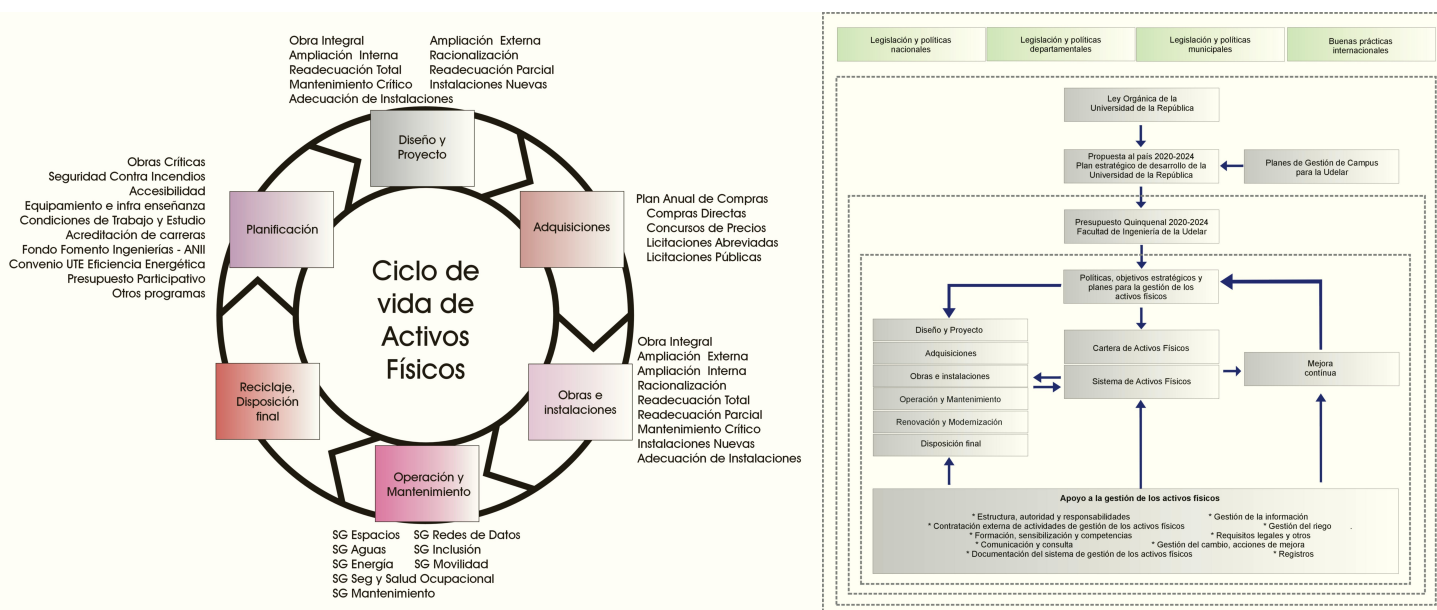 Obra Integral
Ampliación Interna
Readecuación Total
Mantenimiento Crítico
Adecuación de Instalaciones
Ampliación Externa
Racionalización
Readecuación Parcial
Instalaciones Nuevas
Diseño y
Proyecto
Obras Críticas
Seguridad Contra Incendios
Accesibilidad
Equipamiento e infra enseñanza
Condiciones de Trabajo y Estudio
Acreditación de carreras
Fondo Fomento Ingenierías - ANII
Convenio UTE Eficiencia Energética
Presupuesto Participativo
Otros programas
Planificación
Adquisiciones
Plan Anual de Compras
Compras Directas
Concursos de Precios
Licitaciones Abreviadas
Licitaciones Públicas
Ciclo de
vida de
Activos
Físicos
Reciclaje,
Disposición
final
Obras e
instalaciones
Obra Integral
Ampliación Externa
Ampliación Interna
Racionalización
Readecuación Total
Readecuación Parcial
Mantenimiento Crítico
Instalaciones Nuevas
Adecuación de Instalaciones
Operación y
Mantenimiento
SG Espacios
SG Aguas
SG Energía
SG Seg y Salud Ocupacional
SG Mantenimiento
SG Redes de Datos
SG Inclusión
SG Movilidad
Legislación y políticas
nacionales
Legislación y políticas
departamentales
Legislación y políticas
municipales
Buenas prácticas
internacionales
Ley Orgánica de la
Universidad de la República
Propuesta al país 2020-2024
Plan estratégico de desarrollo de la
Universidad de la República
Planes de Gestión de Campus
para la Udelar
Presupuesto Quinquenal 2020-2024
Facultad de Ingeniería de la Udelar
Políticas, objetivos estratégicos y
planes para la gestión de los
activos físicos
Diseño y Proyecto
Adquisiciones
Obras e instalaciones
Operación y Mantenimiento
Renovación y Modernización
Disposición final
Cartera de Activos Físicos
Sistema de Activos Físicos
Mejora
contínua
Apoyo a la gestión de los activos físicos
* Estructura, autoridad y responsabilidades * Gestión de la información
* Contratación externa de actividades de gestión de los activos físicos * Gestión del riego .
* Formación, sensibilización y competencias * Requisitos legales y otros
* Comunicación y consulta * Gestión del cambio, acciones de mejora
* Documentación del sistema de gestión de los activos físicos * Registros